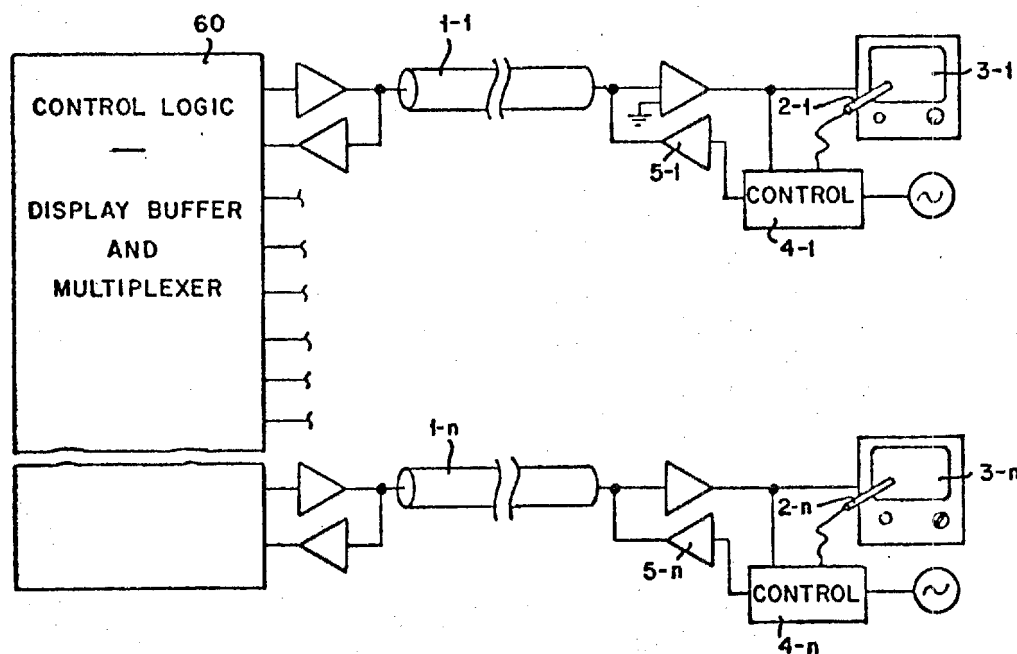 60
CONTROL LOGIC
—
DISPLAY BUFFER
AND
MULTIPLEXER
1-1
2-1
3-1
5-1
CONTROL
4-1
1-n
2-n
3-n
5-n
CONTROL
4-n